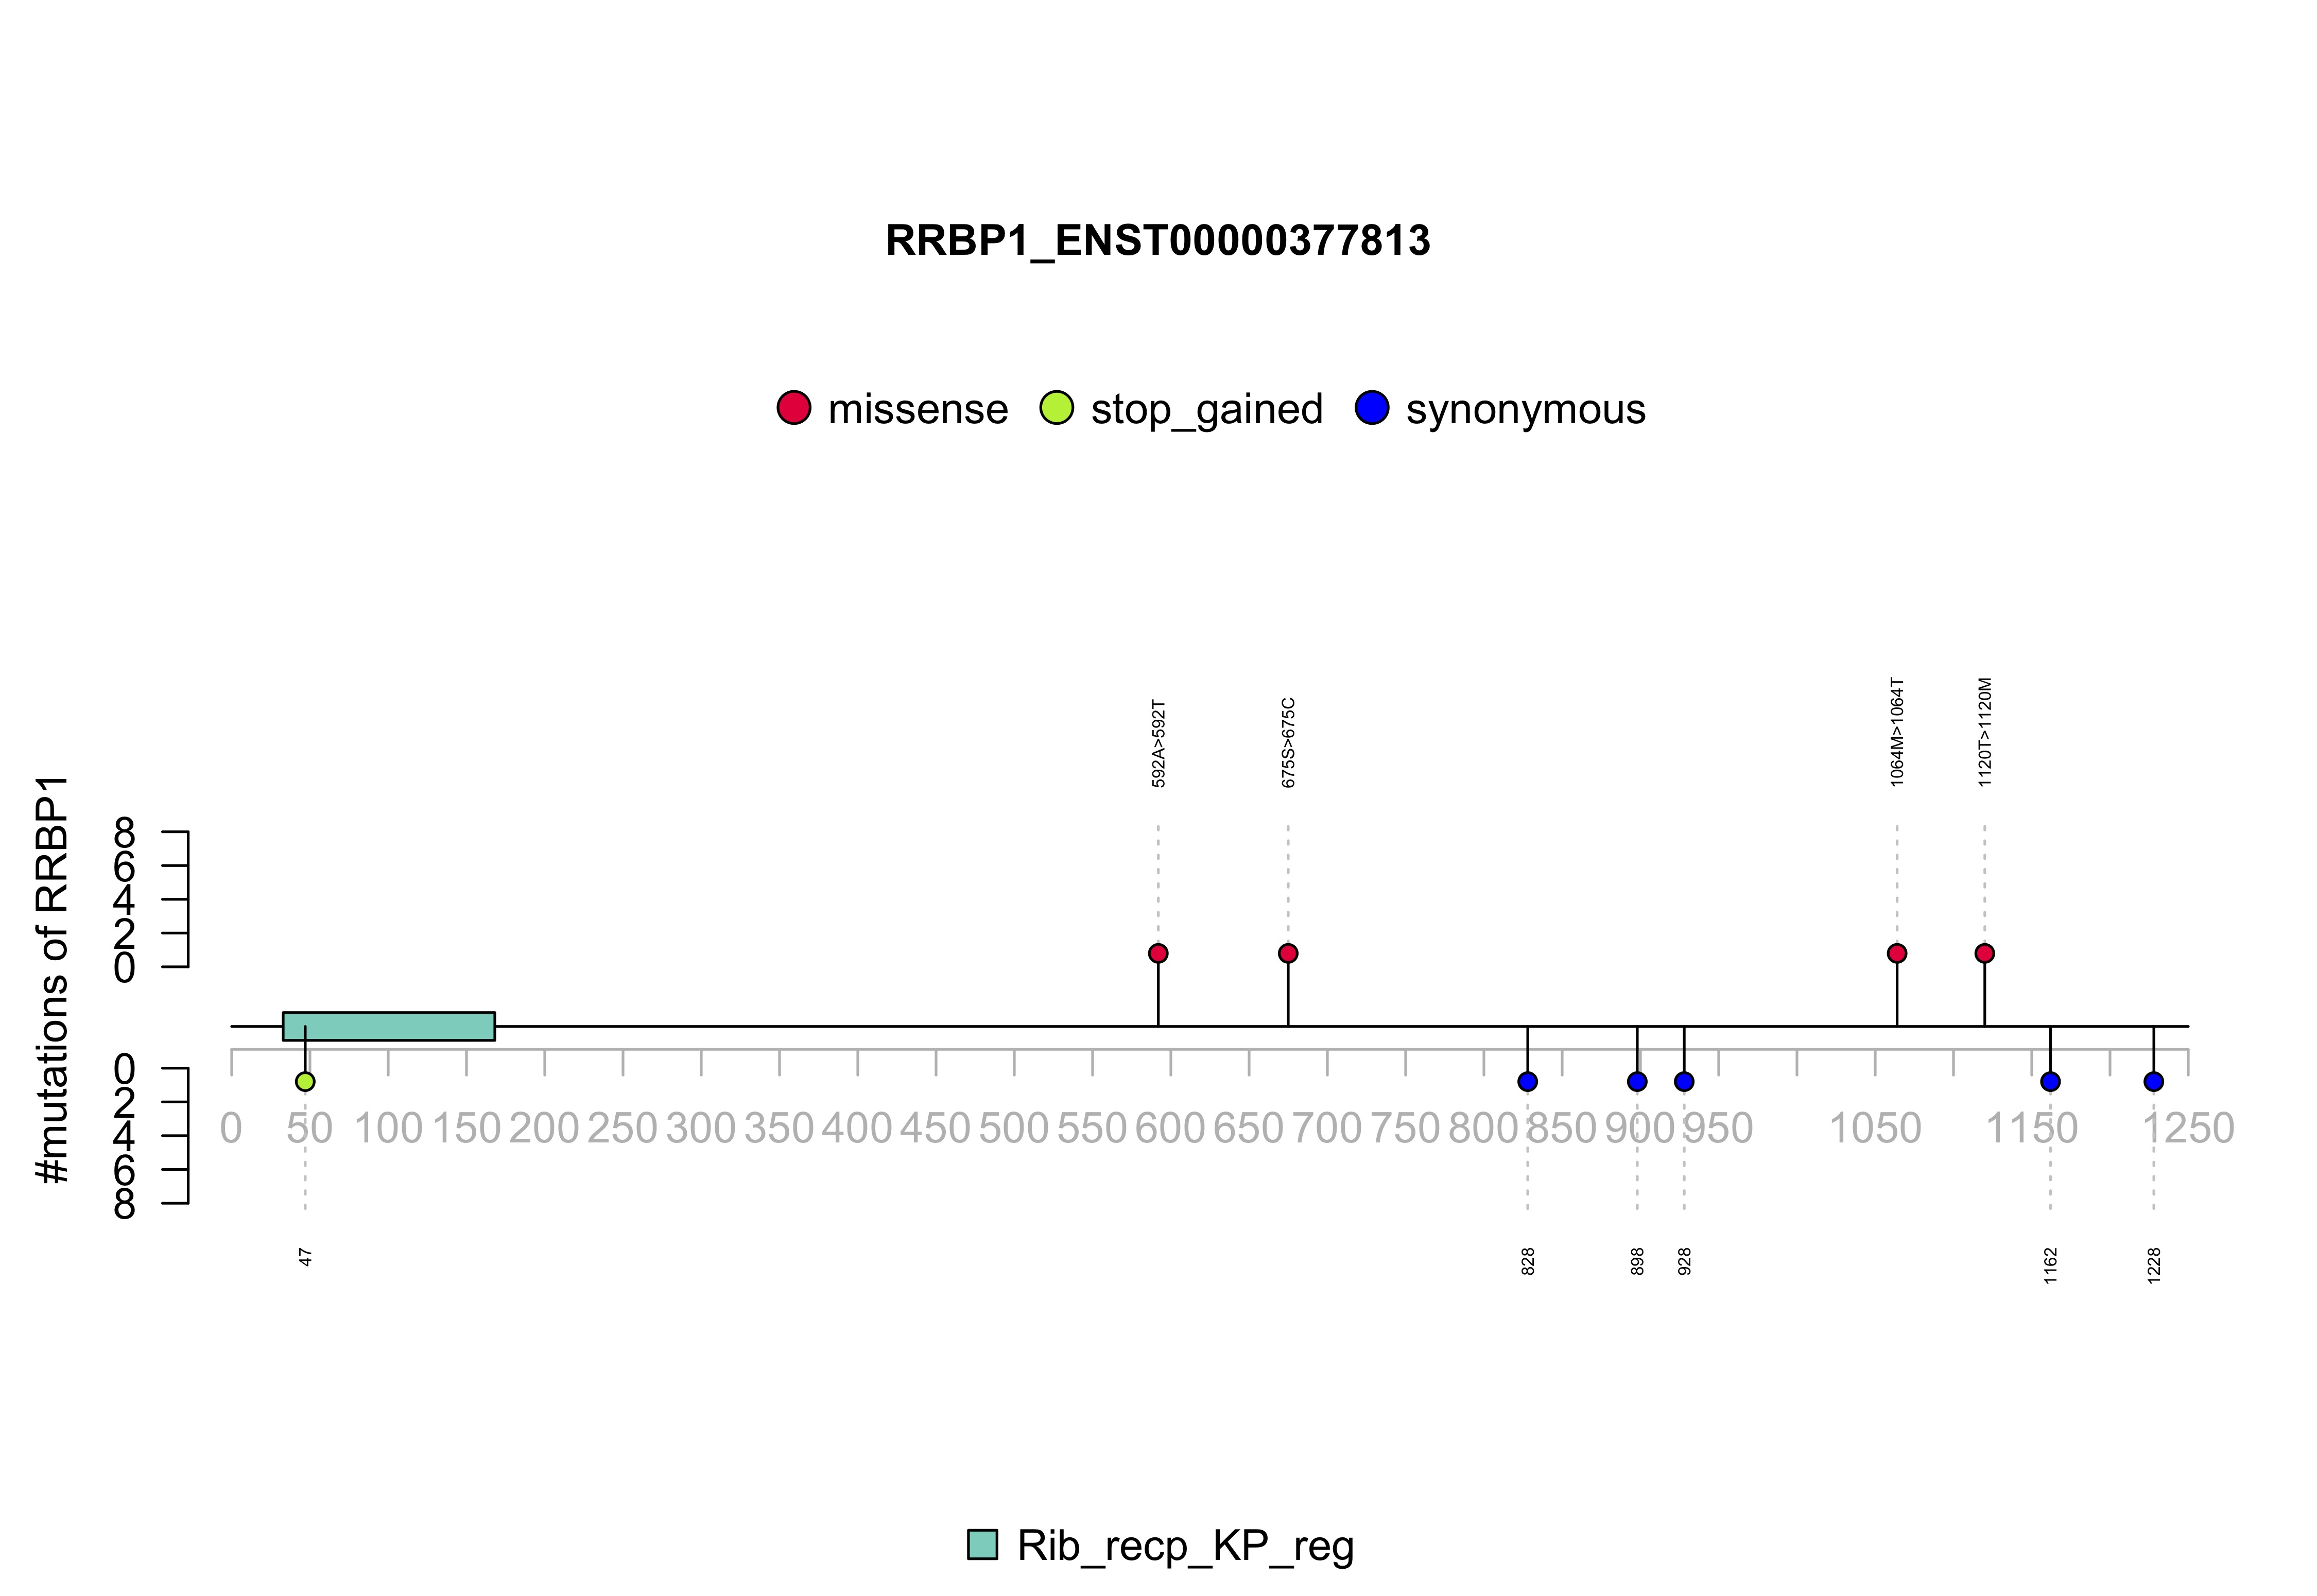 RRBP1_ENST00000377813
missense stop_gained synonymous
592A>592T
675S>675C
1064M>1064T
1120T>1120M
#mutations of RRBP1
8
6
4
2
0
0
2
4
6
8
0 50 100 150 200 250 300 350 400 450 500 550 600 650 700 750 800 850 900 950 1050 1150 1250
47
828
898
928
1162
1228
Rib_recp_KP_reg